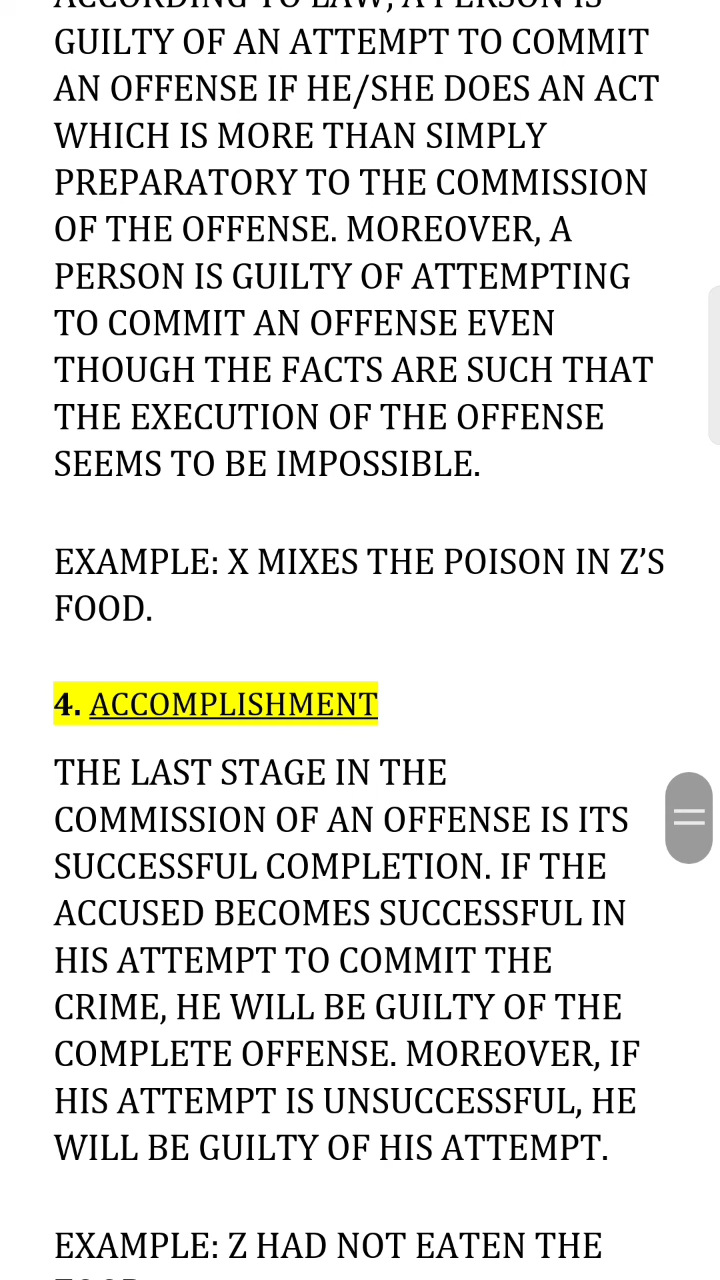 ACCORDING TO LAW, A PERSON IS
GUILTY OF AN ATTEMPT TO COMMIT
AN OFFENSE IF HE/SHE DOES AN ACT
WHICH IS MORE THAN SIMPLY
PREPARATORY TO THE COMMISSION
OF THE OFFENSE. MOREOVER, A
PERSON IS GUILTY OF ATTEMPTING
TO COMMIT AN OFFENSE EVEN
THOUGH THE FACTS ARE SUCH THAT
THE EXECUTION OF THE OFFENSE
SEEMS TO BE IMPOSSIBLE.
EXAMPLE: X MIXES THE POISON IN Z’S
FOOD.
4. ACCOMPLISHMENT
THE LAST STAGE IN THE
COMMISSION OF AN OFFENSE IS ITS
SUCCESSFUL COMPLETION. IF THE
ACCUSED BECOMES SUCCESSFUL IN
HIS ATTEMPT TO COMMIT THE
CRIME, HE WILL BE GUILTY OF THE
COMPLETE OFFENSE. MOREOVER, IF
HIS ATTEMPT IS UNSUCCESSFUL, HE
WILL BE GUILTY OF HIS ATTEMPT.
EXAMPLE: Z HAD NOT EATEN THE